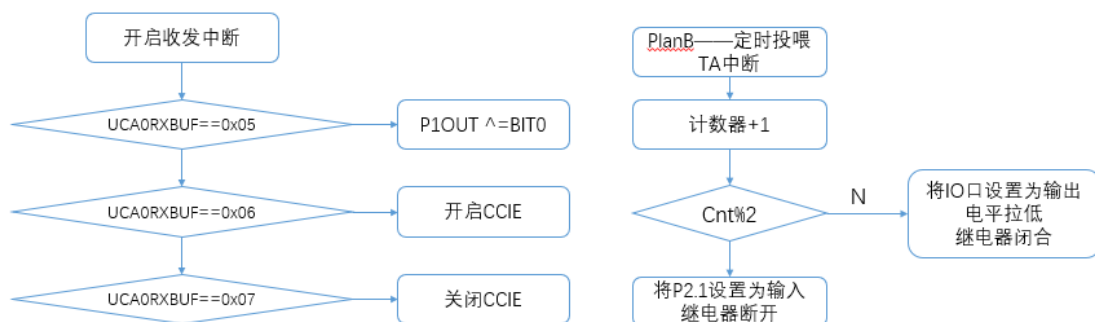 开启收发中断
UCA0RXBUF==0x05
P1OUT ^=BIT0
UCA0RXBUF==0x06
开启CCIE
UCA0RXBUF==0x07
关闭CCIE
PlanB——定时投喂
TA中断
计数器+1
Cnt%2
N
将IO口设置为输出
电平拉低
继电器闭合
将P2.1设置为输入
继电器断开